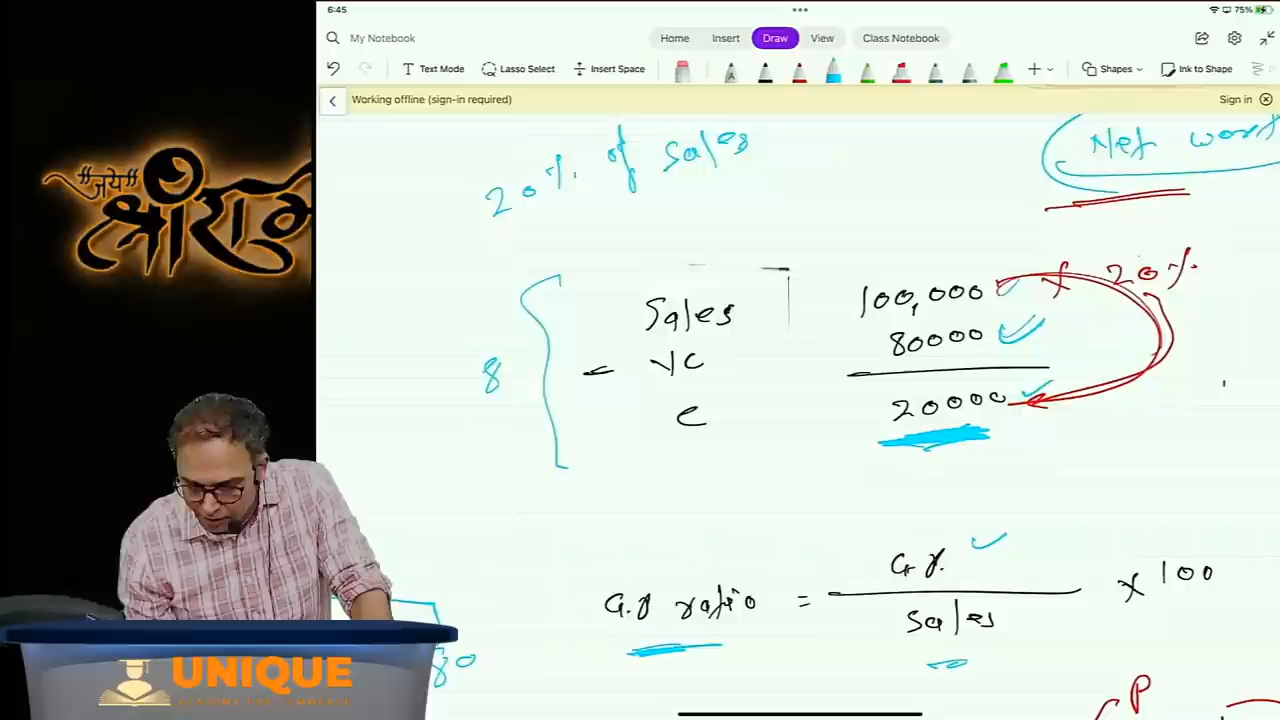 6:45
75%
My Notebook
Home Insert Draw View Class Notebook
Text Mode Lasso Select Insert Space Shapes Ink to Shape
Working offline (sign-in required) Sign in
20% of sales
Net wort
#जय#
श्रीराम
Sales 100,000 x 20%
- VC 80000
C 20000
8
G.P ratio = G.P. / Sales x 100
80
P
UNIQUE